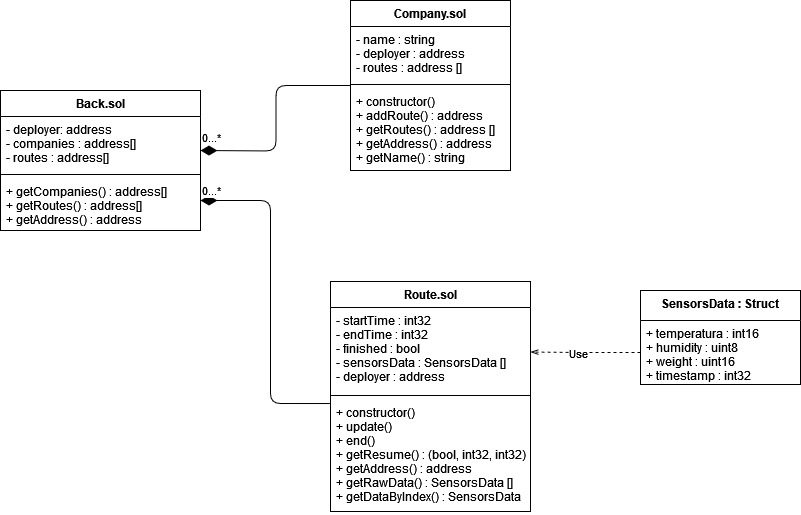 Company.sol
- name : string
- deployer : address
- routes : address []
+ constructor()
+ addRoute() : address
+ getRoutes() : address []
+ getAddress() : address
+ getName() : string
Back.sol
- deployer: address
- companies : address[]
- routes : address[]
+ getCompanies() : address[]
+ getRoutes() : address[]
+ getAddress() : address
0...*
0...*
Route.sol
- startTime : int32
- endTime : int32
- finished : bool
- sensorsData : SensorsData []
- deployer : address
+ constructor()
+ update()
+ end()
+ getResume() : (bool, int32, int32)
+ getAddress() : address
+ getRawData() : SensorsData []
+ getDataByIndex() : SensorsData
Use
SensorsData : Struct
+ temperatura : int16
+ humidity : uint8
+ weight : uint16
+ timestamp : int32